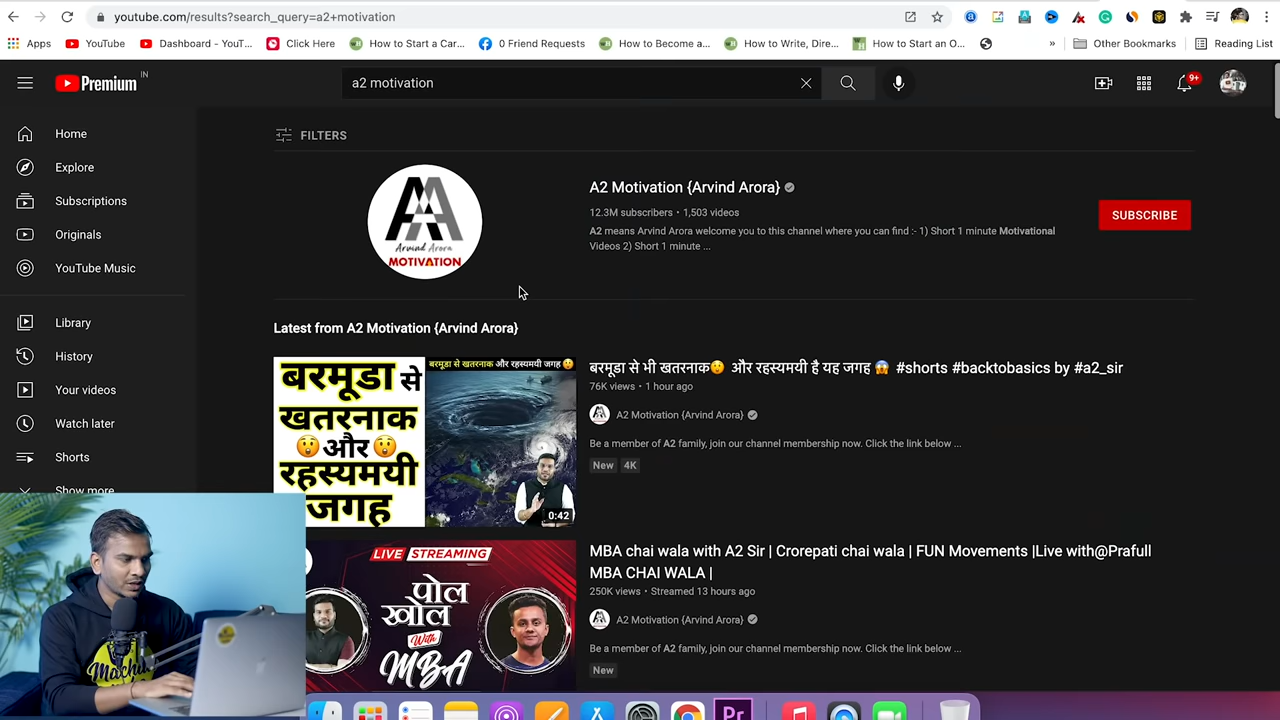 youtube.com/results?search_query=a2+motivation
Apps
YouTube
Dashboard - YouT...
Click Here
How to Start a Car...
0 Friend Requests
How to Become a...
How to Write, Dire...
How to Start an O...
»
Other Bookmarks
Reading List
Premium IN
a2 motivation
9+
Home
Explore
Subscriptions
Originals
YouTube Music
Library
History
Your videos
Watch later
Shorts
Show more
FILTERS
AA
Arvind Arora
MOTIVATION
A2 Motivation {Arvind Arora}
12.3M subscribers • 1,503 videos
A2 means Arvind Arora welcome you to this channel where you can find :- 1) Short 1 minute Motivational
Videos 2) Short 1 minute ...
SUBSCRIBE
Latest from A2 Motivation {Arvind Arora}
बरमूडा से
खतरनाक
😲 और 😲
रहस्यमयी
जगह
बरमूडा से खतरनाक और रहस्यमयी जगह 😲
0:42
बरमूडा से भी खतरनाक😲 और रहस्यमयी है यह जगह 😱 #shorts #backtobasics by #a2_sir
76K views • 1 hour ago
A2 Motivation {Arvind Arora}
Be a member of A2 family, join our channel membership now. Click the link below ...
New 4K
LIVE STREAMING
पोल
खोल
With
MBA
MBA chai wala with A2 Sir | Crorepati chai wala | FUN Movements |Live with@Prafull
MBA CHAI WALA |
250K views • Streamed 13 hours ago
A2 Motivation {Arvind Arora}
Be a member of A2 family, join our channel membership now. Click the link below ...
New
Pr